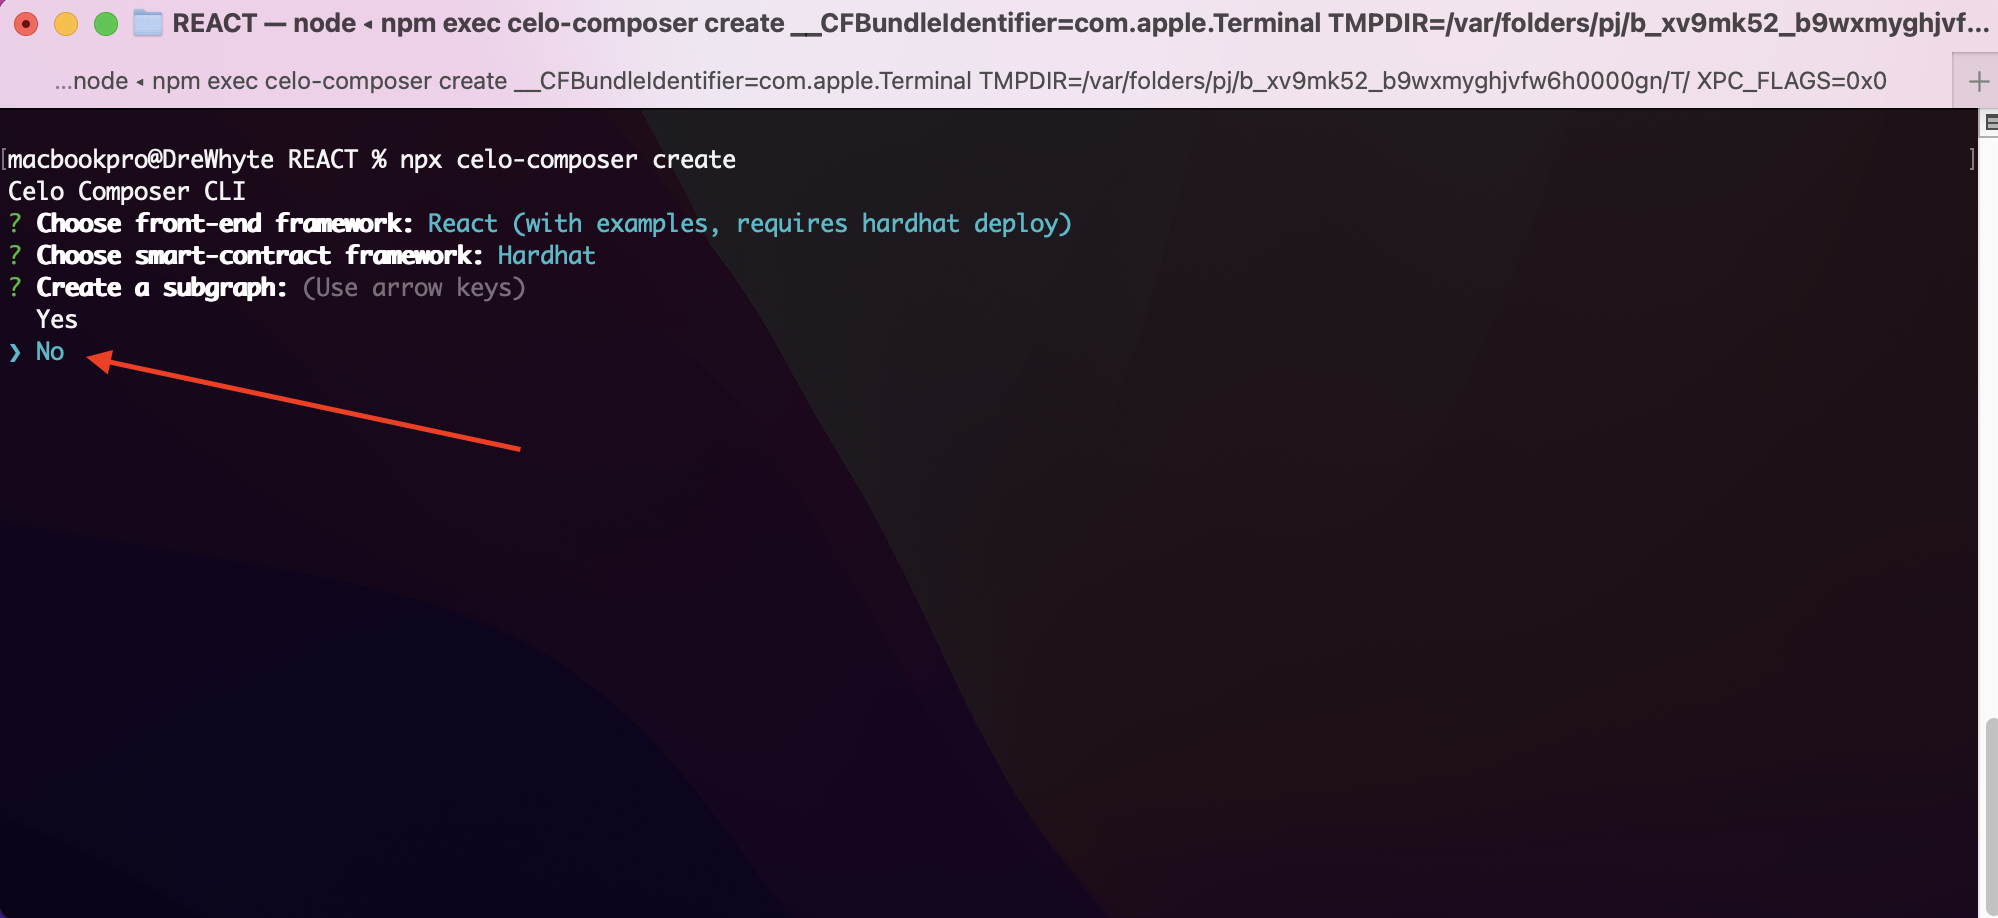 REACT — node ◂ npm exec celo-composer create __CFBundleIdentifier=com.apple.Terminal TMPDIR=/var/folders/pj/b_xv9mk52_b9wxmyghjvf...
...node ◂ npm exec celo-composer create __CFBundleIdentifier=com.apple.Terminal TMPDIR=/var/folders/pj/b_xv9mk52_b9wxmyghjvfw6h0000gn/T/ XPC_FLAGS=0x0 +
[macbookpro@DreWhyte REACT % npx celo-composer create ]
Celo Composer CLI
? Choose front-end framework: React (with examples, requires hardhat deploy)
? Choose smart-contract framework: Hardhat
? Create a subgraph: (Use arrow keys)
Yes
❯ No